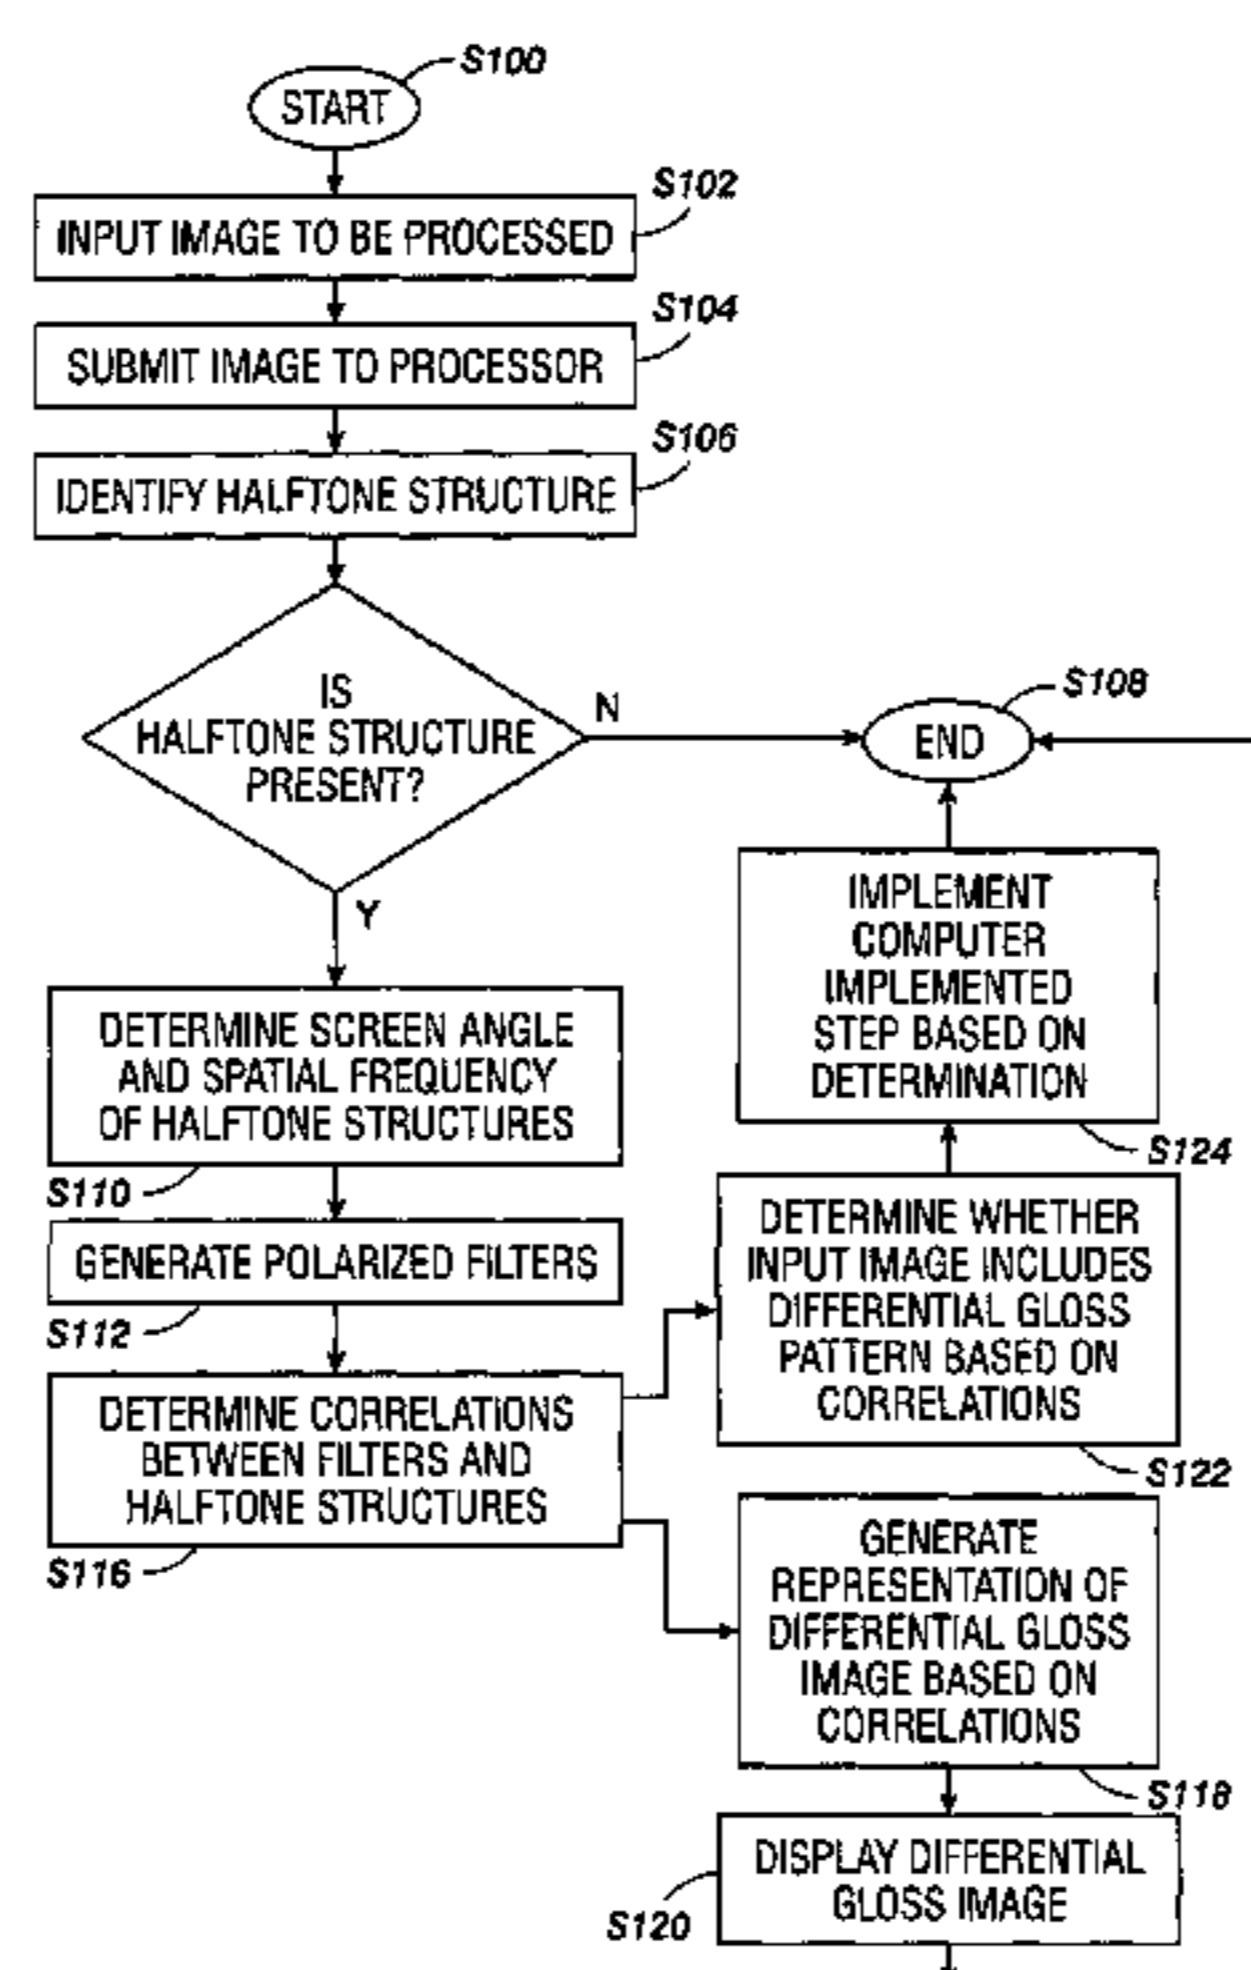 S100
START
S102
INPUT IMAGE TO BE PROCESSED
S104
SUBMIT IMAGE TO PROCESSOR
S106
IDENTIFY HALFTONE STRUCTURE
IS
HALFTONE STRUCTURE
PRESENT?
N
Y
S108
END
DETERMINE SCREEN ANGLE
AND SPATIAL FREQUENCY
OF HALFTONE STRUCTURES
S110
GENERATE POLARIZED FILTERS
S112
DETERMINE CORRELATIONS
BETWEEN FILTERS AND
HALFTONE STRUCTURES
S116
IMPLEMENT
COMPUTER
IMPLEMENTED
STEP BASED ON
DETERMINATION
S124
DETERMINE WHETHER
INPUT IMAGE INCLUDES
DIFFERENTIAL GLOSS
PATTERN BASED ON
CORRELATIONS
S122
GENERATE
REPRESENTATION OF
DIFFERENTIAL GLOSS
IMAGE BASED ON
CORRELATIONS
S118
DISPLAY DIFFERENTIAL
GLOSS IMAGE
S120